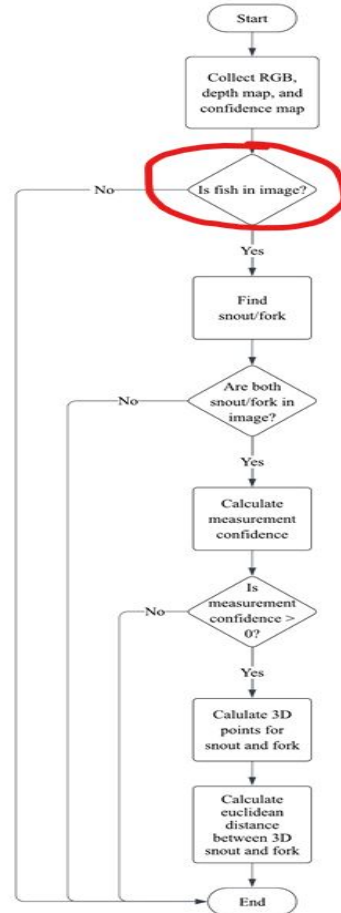 Start
Collect RGB,
depth map, and
confidence map
No
Is fish in image?
Yes
Find
snout/fork
No
Are both
snout/fork in
image?
Yes
Calculate
measurement
confidence
No
Is
measurement
confidence >
0?
Yes
Calulate 3D
points for
snout and fork
Calculate
euclidean
distance
between 3D
snout and fork
End